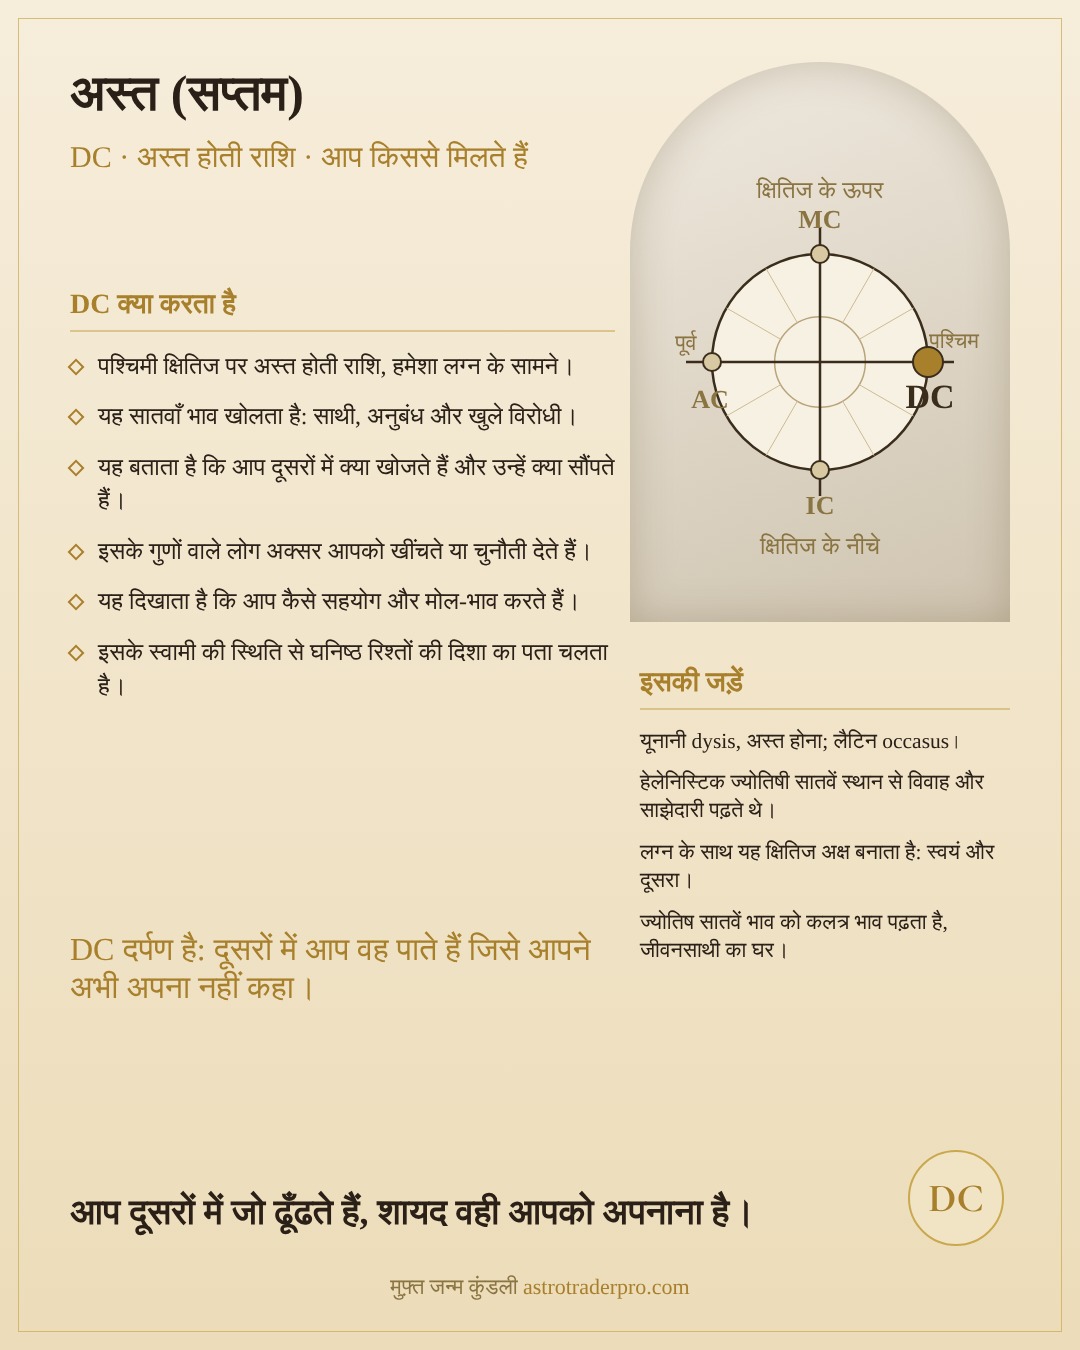 अस्त (सप्तम)
DC · अस्त होती राशि · आप किससे मिलते हैं
DC क्या करता है
पश्चिमी क्षितिज पर अस्त होती राशि, हमेशा लग्न के सामने।
यह सातवाँ भाव खोलता है: साथी, अनुबंध और खुले विरोधी।
यह बताता है कि आप दूसरों में क्या खोजते हैं और उन्हें क्या सौंपते
हैं।
इसके गुणों वाले लोग अक्सर आपको खींचते या चुनौती देते हैं।
यह दिखाता है कि आप कैसे सहयोग और मोल-भाव करते हैं।
इसके स्वामी की स्थिति से घनिष्ठ रिश्तों की दिशा का पता चलता
है।
DC दर्पण है: दूसरों में आप वह पाते हैं जिसे आपने
अभी अपना नहीं कहा।
क्षितिज के ऊपर
MC
पूर्व
पश्चिम
AC
DC
IC
क्षितिज के नीचे
इसकी जड़ें
यूनानी dysis, अस्त होना; लैटिन occasus।
हेलेनिस्टिक ज्योतिषी सातवें स्थान से विवाह और
साझेदारी पढ़ते थे।
लग्न के साथ यह क्षितिज अक्ष बनाता है: स्वयं और
दूसरा।
ज्योतिष सातवें भाव को कलत्र भाव पढ़ता है,
जीवनसाथी का घर।
आप दूसरों में जो ढूँढते हैं, शायद वही आपको अपनाना है।
DC
मुफ़्त जन्म कुंडली astrotraderpro.com